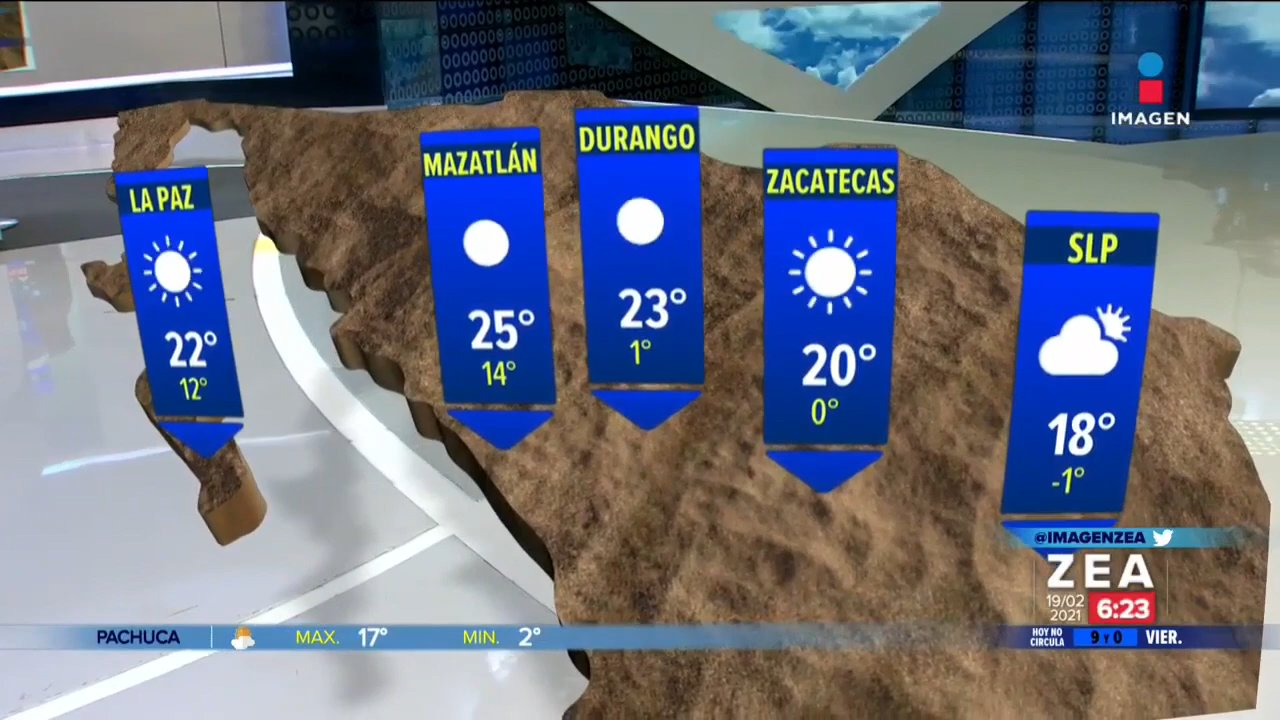 IMAGEN
LA PAZ
22°
12°
MAZATLÁN
25°
14°
DURANGO
23°
1°
ZACATECAS
20°
0°
SLP
18°
-1°
@IMAGENZEA
ZEA
19/02
2021
6:23
PACHUCA MAX. 17° MIN. 2°
HOY NO
CIRCULA
9 Y 0 VIER.